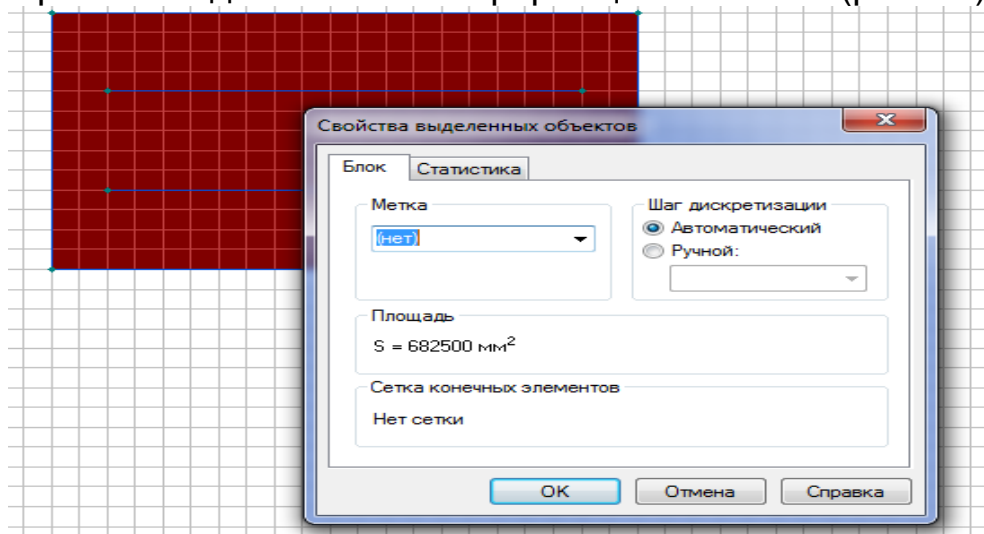 Свойства выделенных объектов
Блок Статистика
Метка
(нет)
Шаг дискретизации
Автоматический
Ручной:
Площадь
S = 682500 мм²
Сетка конечных элементов
Нет сетки
OK Отмена Справка